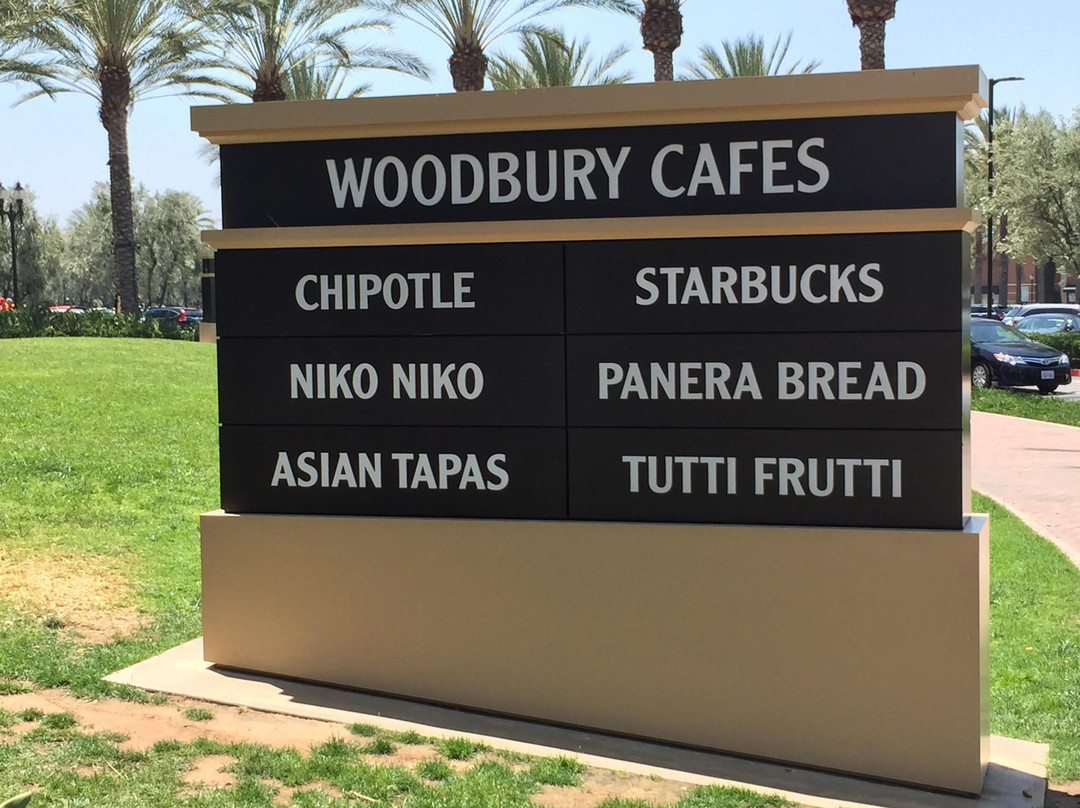 WOODBURY CAFES
CHIPOTLE
STARBUCKS
NIKO NIKO
PANERA BREAD
ASIAN TAPAS
TUTTI FRUTTI